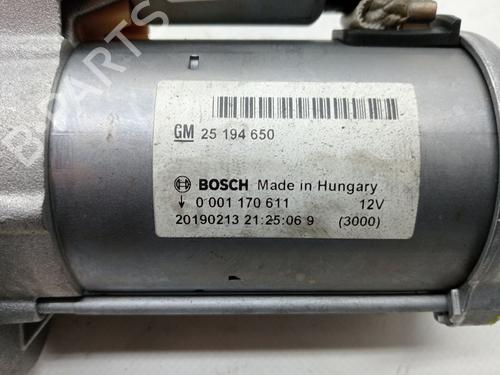 GM 25 194 650
BOSCH Made in Hungary
↓ 0 001 170 611 12V
20190213 21:25:06 9 (3000)
B-PARTS